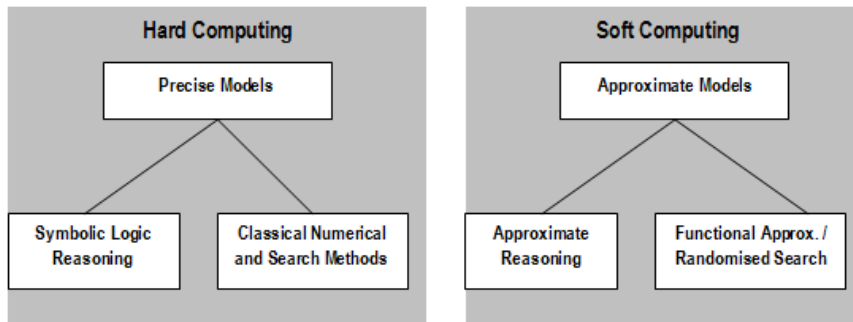 Hard Computing
Precise Models
Symbolic Logic
Reasoning
Classical Numerical
and Search Methods
Soft Computing
Approximate Models
Approximate
Reasoning
Functional Approx. /
Randomised Search